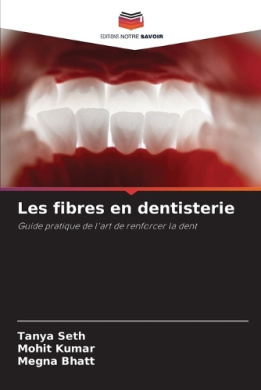 EDITIONS NOTRE SAVOIR
Les fibres en dentisterie
Guide pratique de l'art de renforcer la dent
Tanya Seth
Mohit Kumar
Megna Bhatt